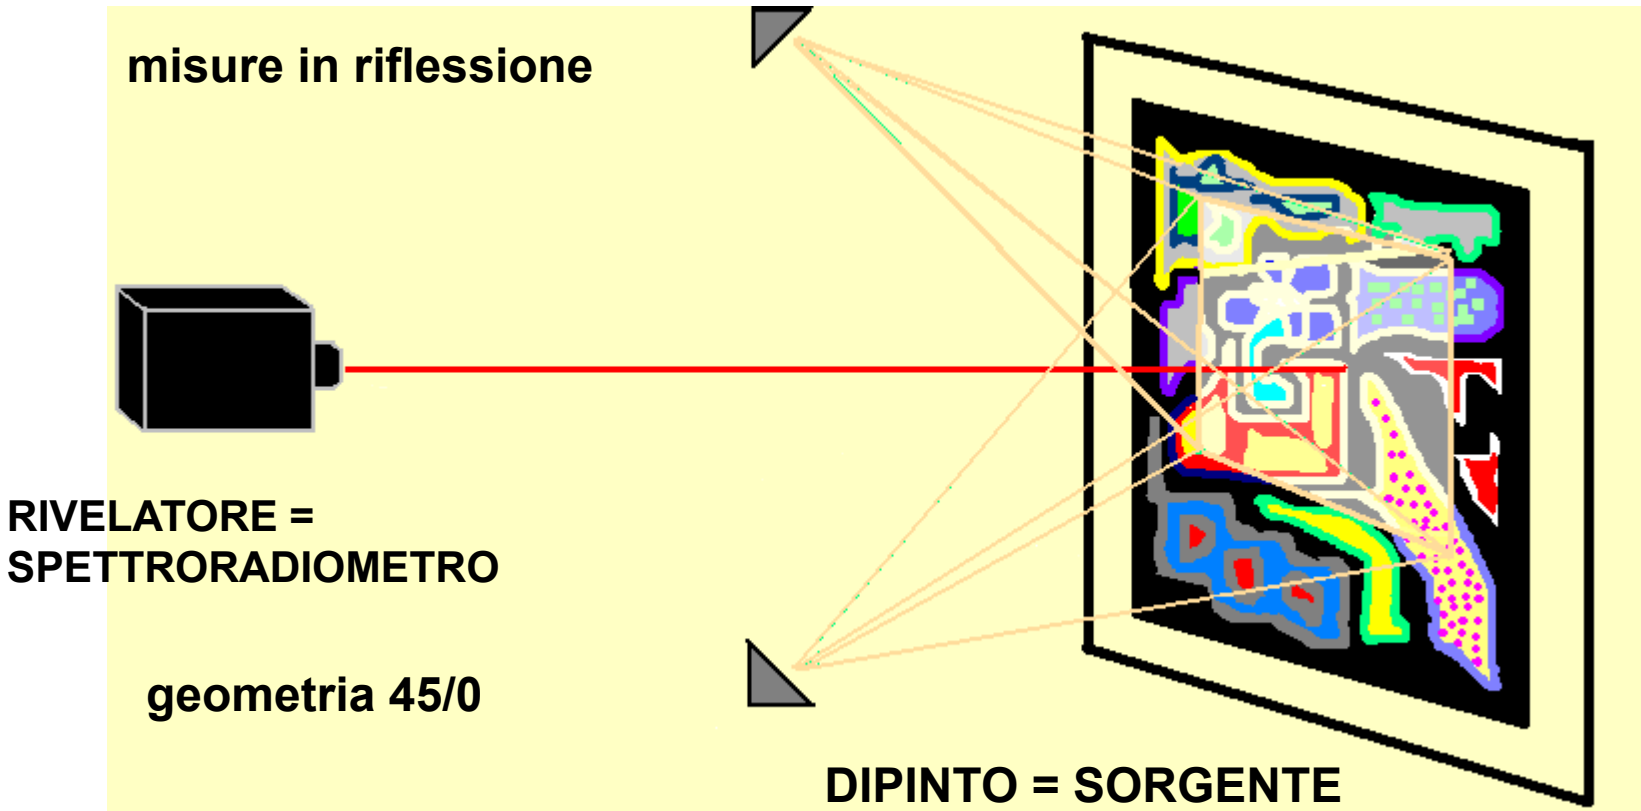 misure in riflessione
RIVELATORE =
SPETTRORADIOMETRO
geometria 45/0
DIPINTO = SORGENTE